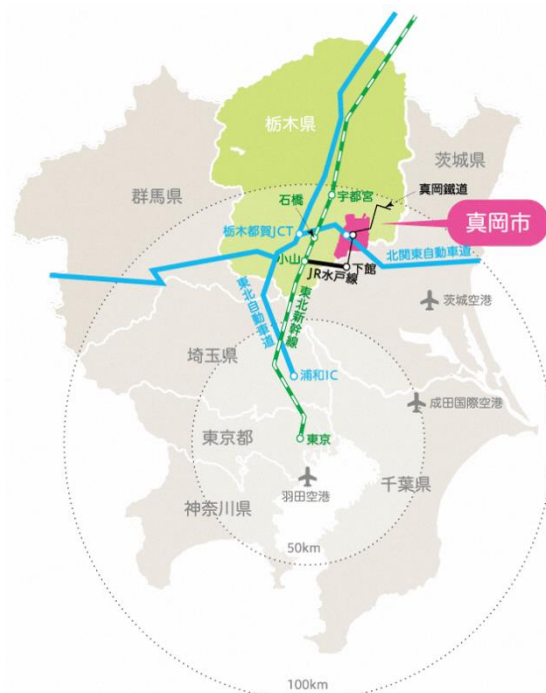 栃木県
茨城県
群馬県
石橋
宇都宮
真岡鐵道
栃木都賀JCT
真岡市
小山
下館
北関東自動車道
JR水戸線
東北自動車道
東北新幹線
茨城空港
埼玉県
浦和IC
成田国際空港
東京都
東京
羽田空港
千葉県
神奈川県
50km
100km